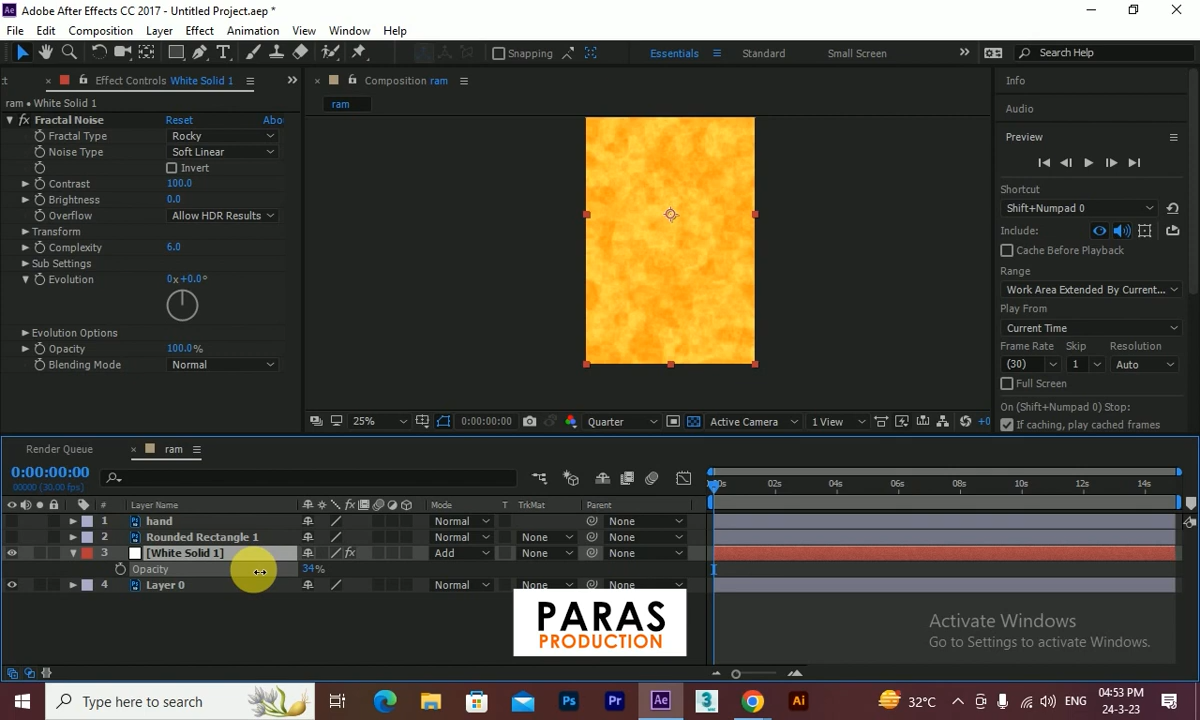 Adobe After Effects CC 2017 - Untitled Project.aep *
File Edit Composition Layer Effect Animation View Window Help
Snapping Essentials Standard Small Screen Search Help
Effect Controls White Solid 1
ram • White Solid 1
Fractal Noise Reset Abo
Fractal Type Rocky
Noise Type Soft Linear
Invert
Contrast 100.0
Brightness 0.0
Overflow Allow HDR Results
Transform
Complexity 6.0
Sub Settings
Evolution 0x+0.0°
Evolution Options
Opacity 100.0%
Blending Mode Normal
Composition ram
ram
25% 0:00:00:00 Quarter Active Camera 1 View +0
Info
Audio
Preview
Shortcut
Shift+Numpad 0
Include:
Cache Before Playback
Range
Work Area Extended By Current...
Play From
Current Time
Frame Rate Skip Resolution
(30) 1 Auto
Full Screen
On (Shift+Numpad 0) Stop:
If caching, play cached frames
Render Queue ram
0:00:00:00
00000 (30.00 fps)
# Layer Name Mode T TrkMat Parent
1 hand Normal None
2 Rounded Rectangle 1 Normal None None
3 [White Solid 1] Add None None
Opacity 34%
4 Layer 0 Normal None None
:00s 02s 04s 06s 08s 10s 12s 14s
PARAS
PRODUCTION
Activate Windows
Go to Settings to activate Windows.
Type here to search
32°C ENG 04:53 PM
24-3-23